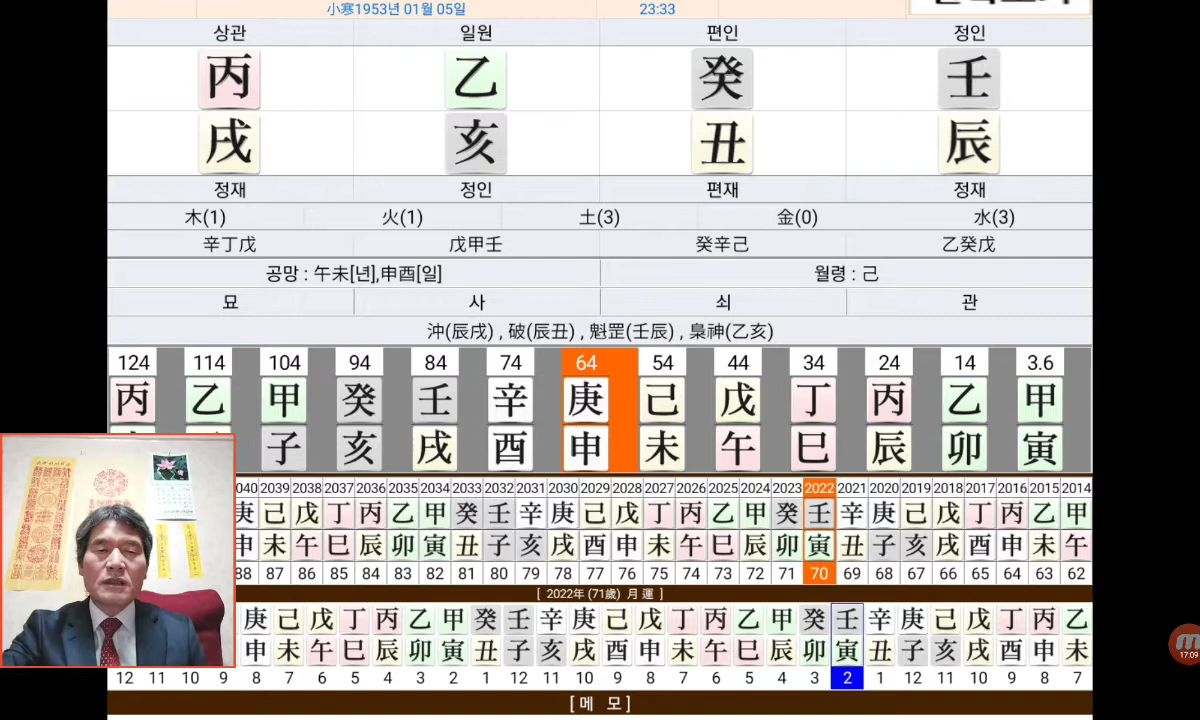 小寒1953년 01월 05일 23:33
상관 일원 편인 정인
丙 乙 癸 壬
戌 亥 丑 辰
정재 정인 편재 정재
木(1) 火(1) 土(3) 金(0) 水(3)
辛丁戊 戊甲壬 癸辛己 乙癸戊
공망 : 午未[년],申酉[일] 월령 : 己
묘 사 쇠 관
沖(辰戌) , 破(辰丑) , 魁罡(壬辰) , 梟神(乙亥)
124 114 104 94 84 74 64 54 44 34 24 14 3.6
丙 乙 甲 癸 壬 辛 庚 己 戊 丁 丙 乙 甲
子 亥 戌 酉 申 未 午 巳 辰 卯 寅
040 2039 2038 2037 2036 2035 2034 2033 2032 2031 2030 2029 2028 2027 2026 2025 2024 2023 2022 2021 2020 2019 2018 2017 2016 2015 2014
庚 己 戊 丁 丙 乙 甲 癸 壬 辛 庚 己 戊 丁 丙 乙 甲 癸 壬 辛 庚 己 戊 丁 丙 乙 甲
申 未 午 巳 辰 卯 寅 丑 子 亥 戌 酉 申 未 午 巳 辰 卯 寅 丑 子 亥 戌 酉 申 未 午
88 87 86 85 84 83 82 81 80 79 78 77 76 75 74 73 72 71 70 69 68 67 66 65 64 63 62
[ 2022年 (71歲) 月 運 ]
庚 己 戊 丁 丙 乙 甲 癸 壬 辛 庚 己 戊 丁 丙 乙 甲 癸 壬 辛 庚 己 戊 丁 丙 乙
申 未 午 巳 辰 卯 寅 丑 子 亥 戌 酉 申 未 午 巳 辰 卯 寅 丑 子 亥 戌 酉 申 未
12 11 10 9 8 7 6 5 4 3 2 1 12 11 10 9 8 7 6 5 4 3 2 1 12 11 10 9 8 7
[ 메 모 ]
17:09